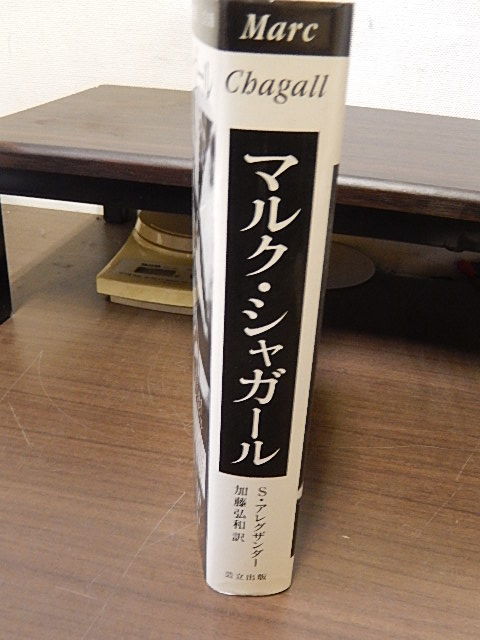 Marc
Chagall
マルク・シャガール
S・アレグザンダー
加藤弘和訳
芸立出版